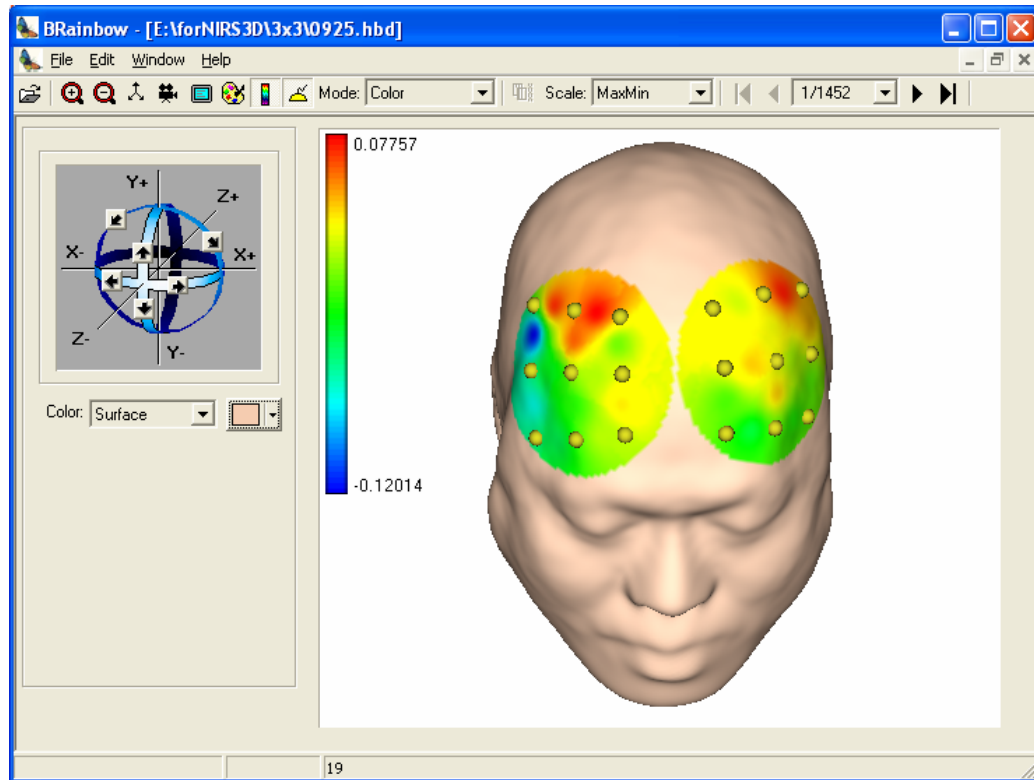 BRainbow - [E:\forNIRS3D\3x3\0925.hbd]
File Edit Window Help
Mode: Color Scale: MaxMin 1/1452
Y+
Z+
X- X+
Z-
Y-
Color: Surface
0.07757
-0.12014
19